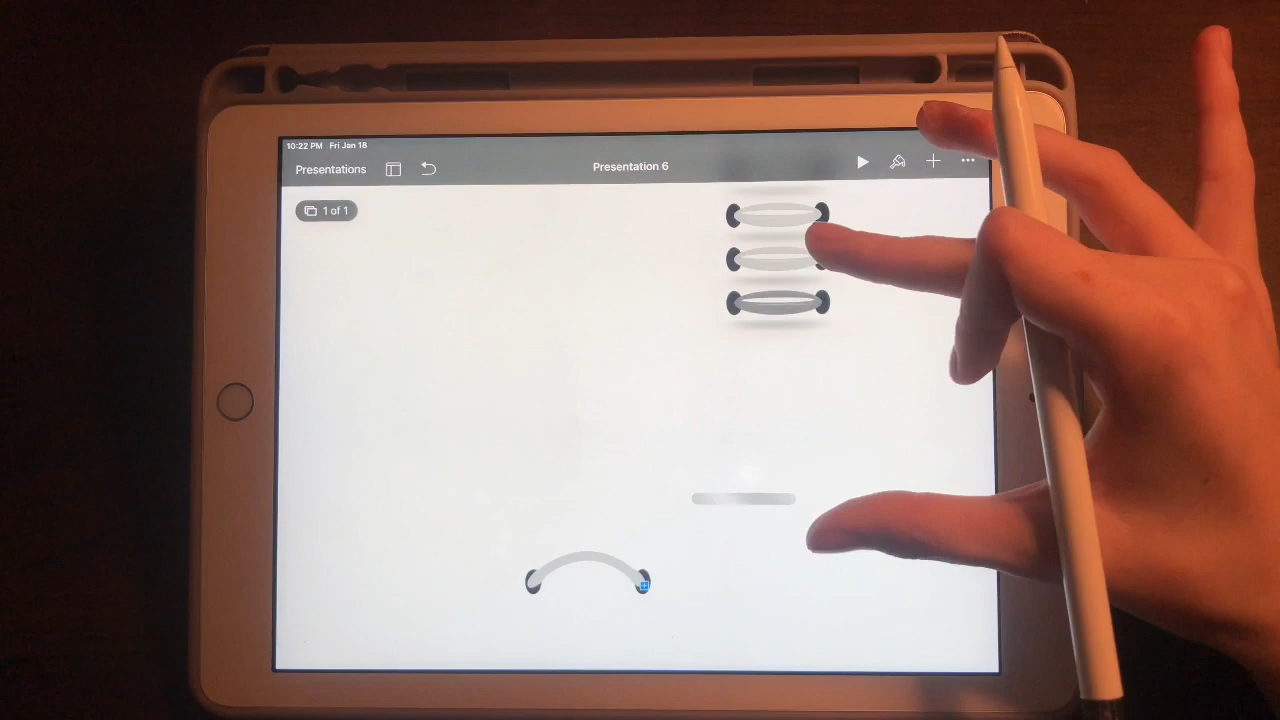 10:22 PM Fri Jan 18
Presentations
Presentation 6
1 of 1